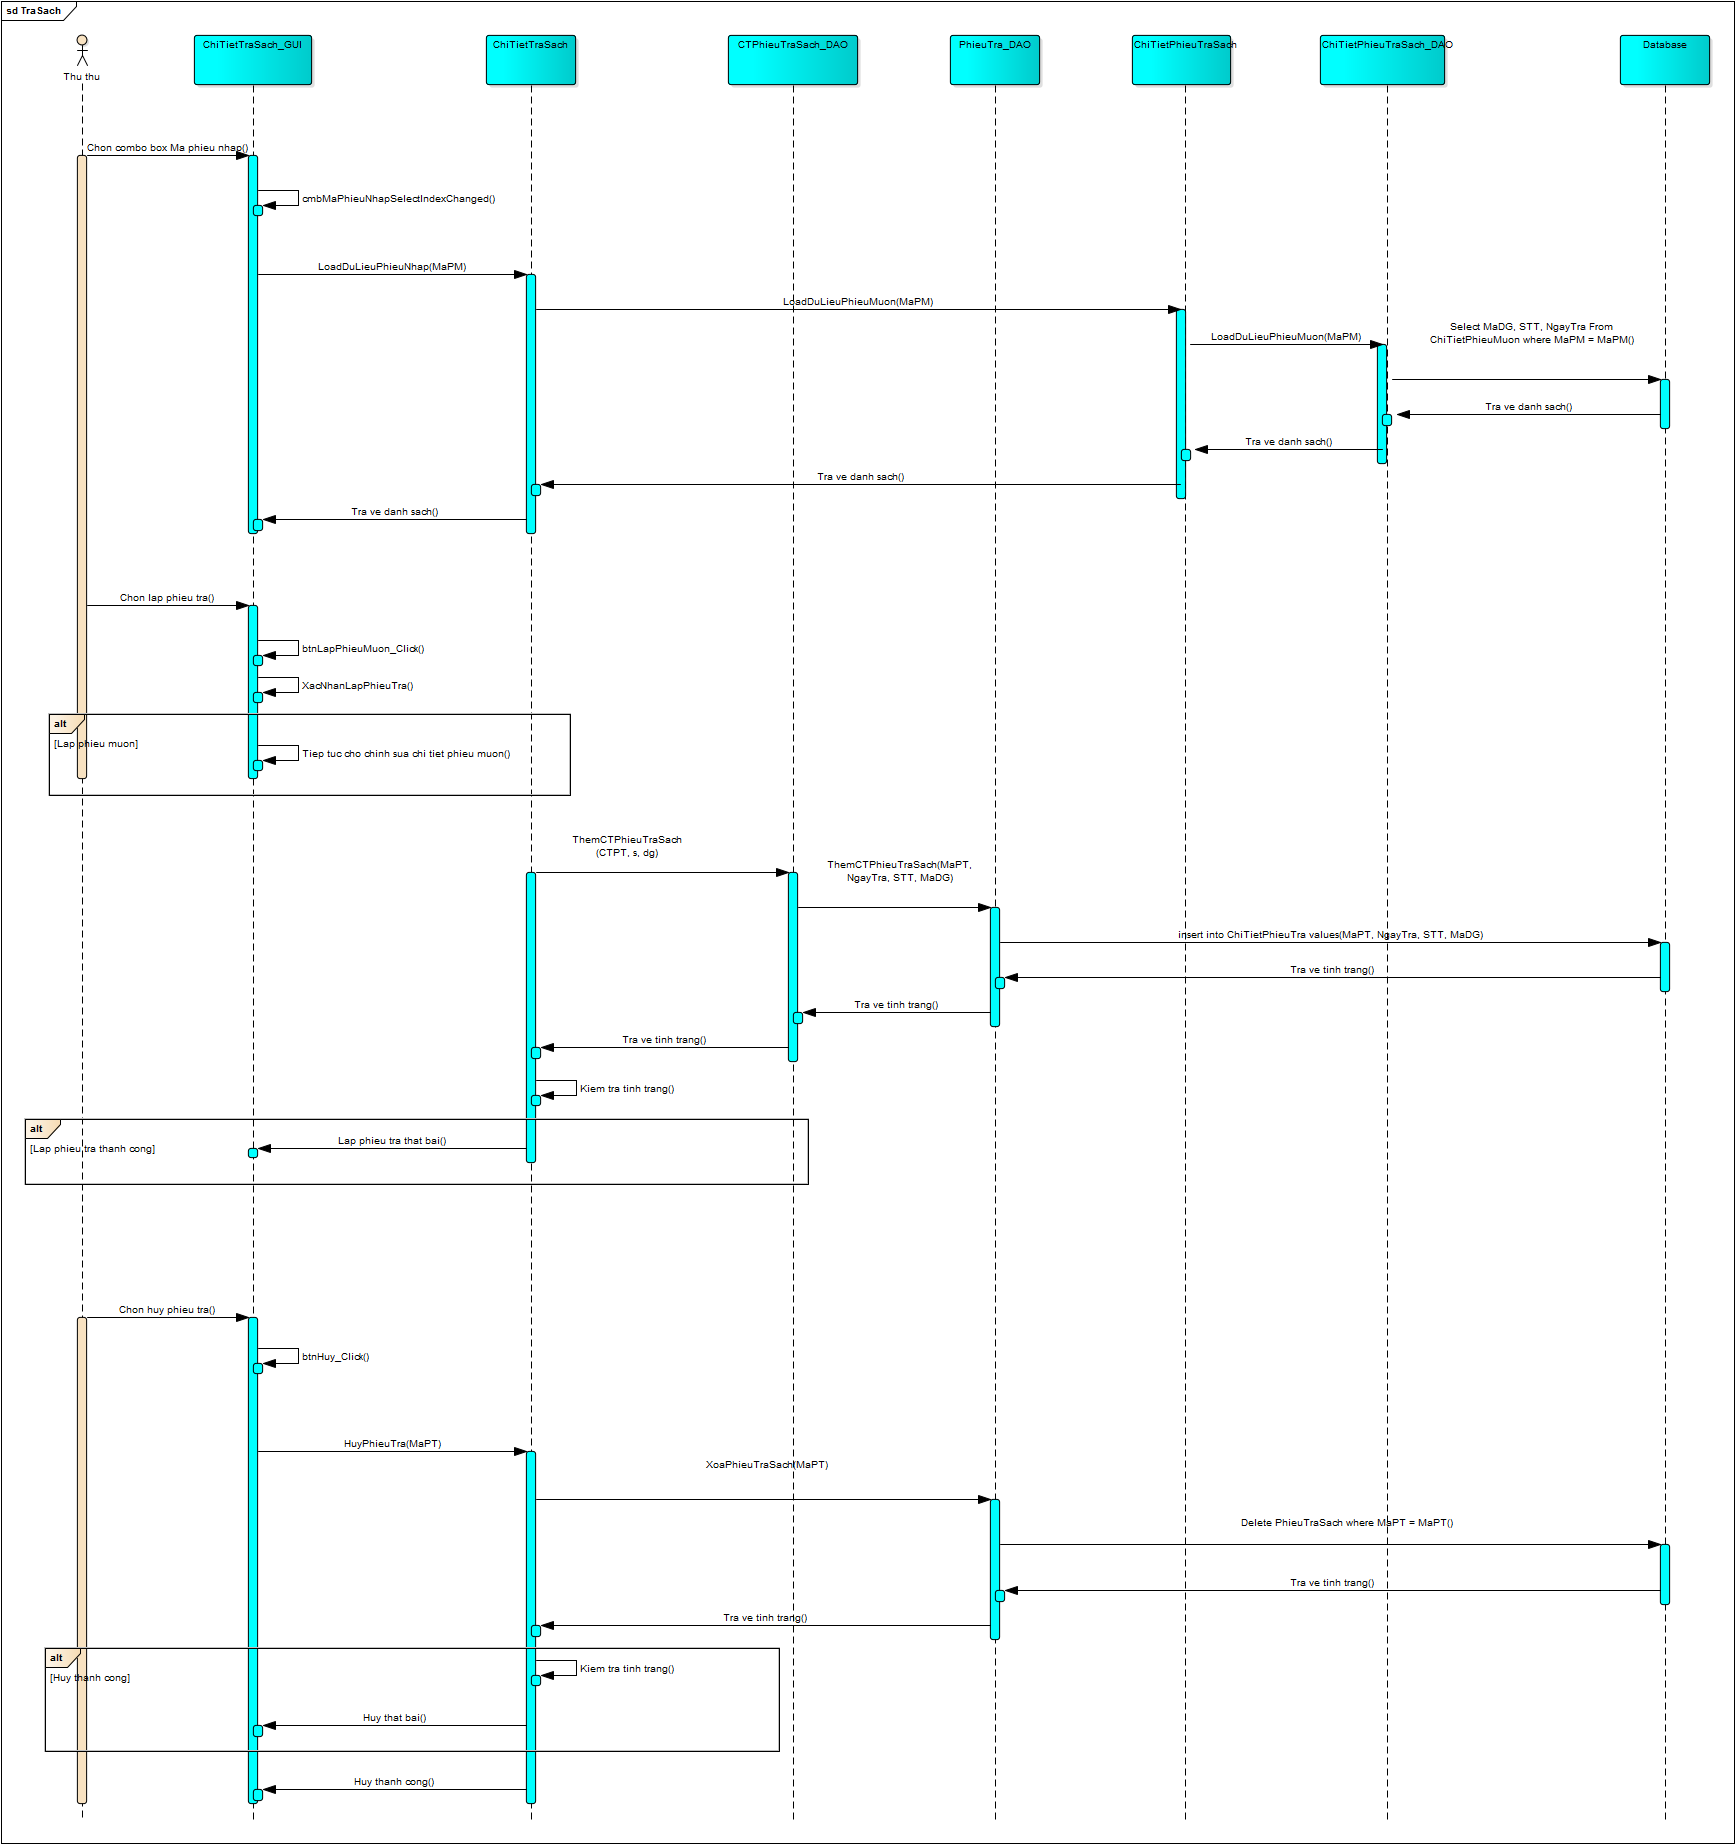 sd TraSach
Thu thu
ChiTietTraSach_GUI
ChiTietTraSach
CTPhieuTraSach_DAO
PhieuTra_DAO
ChiTietPhieuTraSach
ChiTietPhieuTraSach_DAO
Database
Chon combo box Ma phieu nhap()
cmbMaPhieuNhapSelectIndexChanged()
LoadDuLieuPhieuNhap(MaPM)
LoadDuLieuPhieuMuon(MaPM)
LoadDuLieuPhieuMuon(MaPM)
Select MaDG, STT, NgayTra From
ChiTietPhieuMuon where MaPM = MaPM()
Tra ve danh sach()
Tra ve danh sach()
Tra ve danh sach()
Tra ve danh sach()
Chon lap phieu tra()
btnLapPhieuMuon_Click()
XacNhanLapPhieuTra()
alt
[Lap phieu muon]
Tiep tuc cho chinh sua chi tiet phieu muon()
ThemCTPhieuTraSach
(CTPT, s, dg)
ThemCTPhieuTraSach(MaPT,
NgayTra, STT, MaDG)
insert into ChiTietPhieuTra values(MaPT, NgayTra, STT, MaDG)
Tra ve tinh trang()
Tra ve tinh trang()
Tra ve tinh trang()
Kiem tra tinh trang()
alt
[Lap phieu tra thanh cong]
Lap phieu tra that bai()
Chon huy phieu tra()
btnHuy_Click()
HuyPhieuTra(MaPT)
XoaPhieuTraSach(MaPT)
Delete PhieuTraSach where MaPT = MaPT()
Tra ve tinh trang()
Tra ve tinh trang()
alt
[Huy thanh cong]
Kiem tra tinh trang()
Huy that bai()
Huy thanh cong()